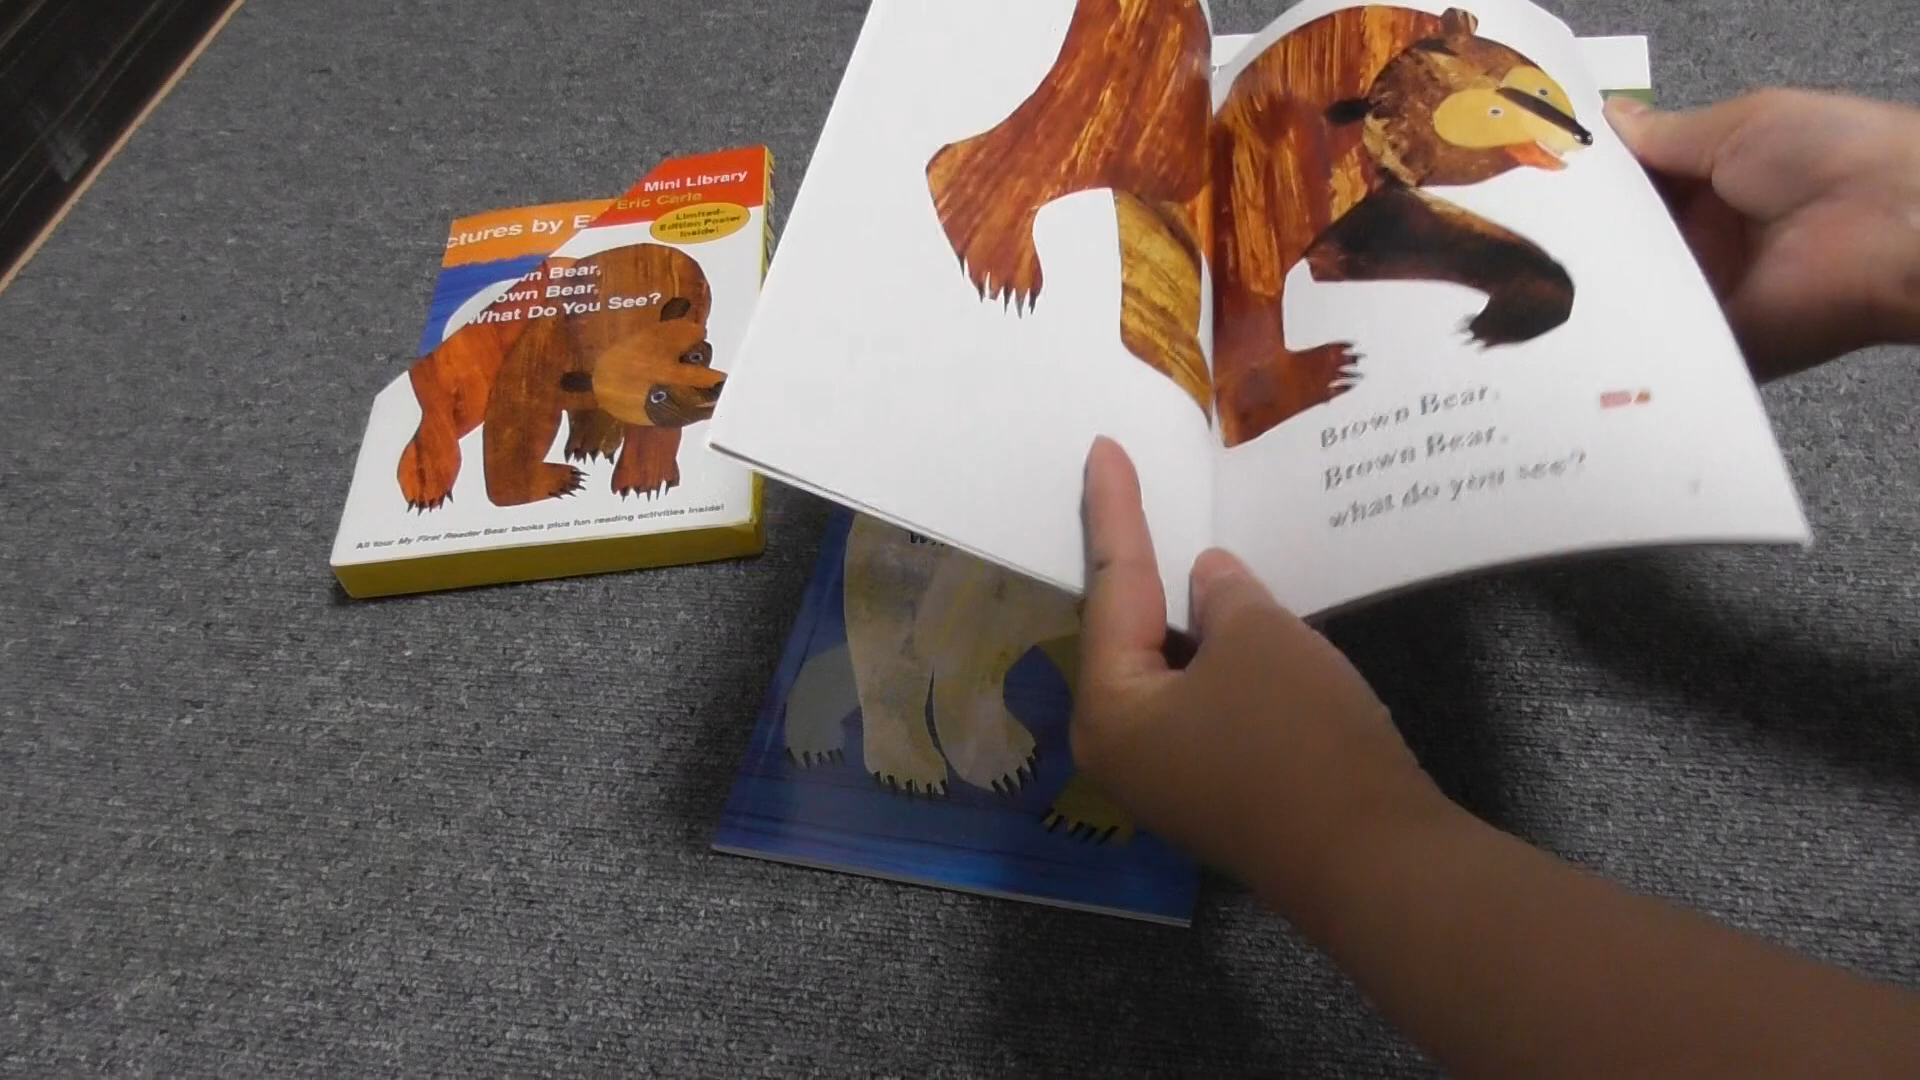 Mini Library
Eric Carle
Limited-
Edition Poster
Inside!
ctures by E
wn Bear,
own Bear,
What Do You See?
All four My First Reader Bear books plus fun reading activities inside!
Brown Bear,
Brown Bear,
what do you see?